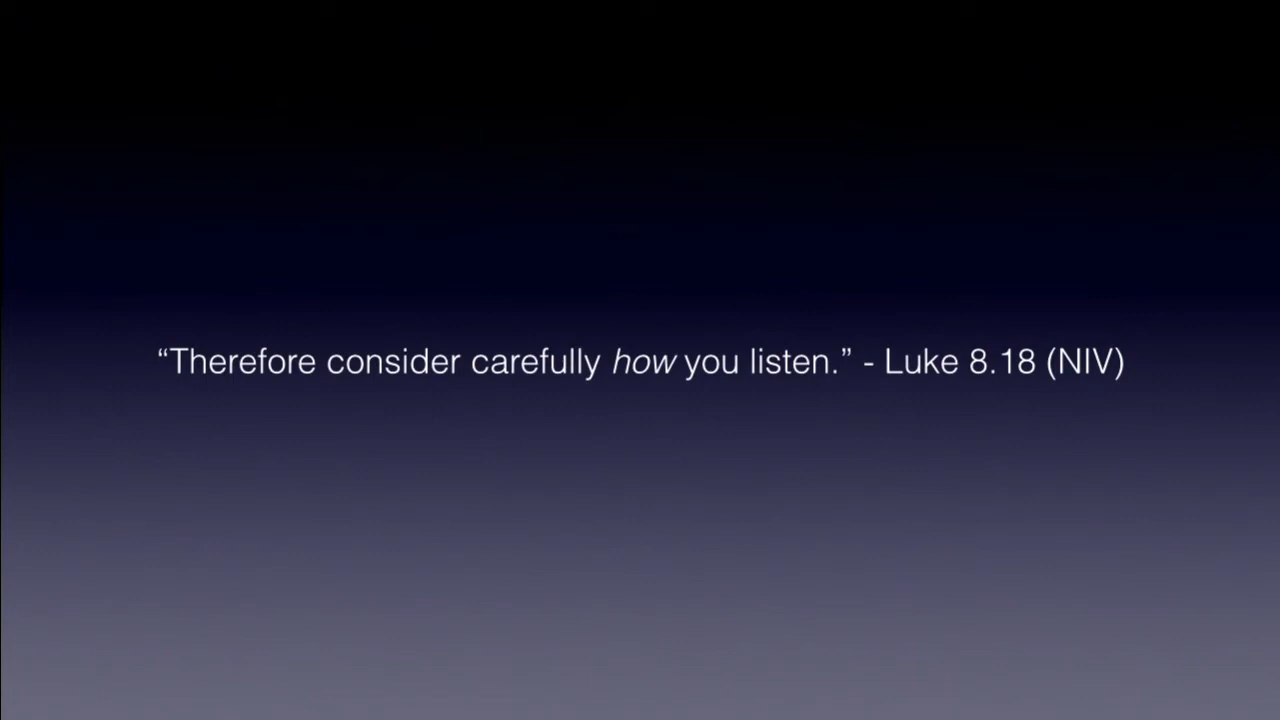 “Therefore consider carefully how you listen.” - Luke 8.18 (NIV)